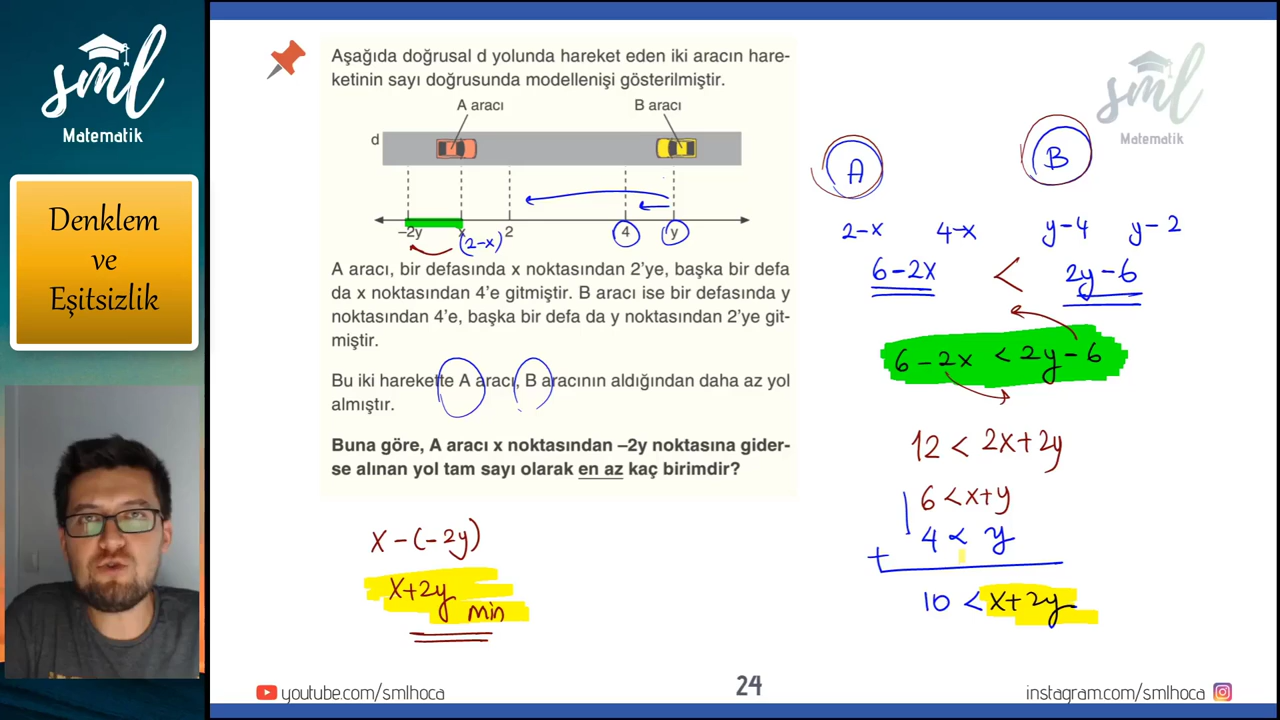 sml
Matematik
Denklem
ve
Eşitsizlik
Aşağıda doğrusal d yolunda hareket eden iki aracın hare-
ketinin sayı doğrusunda modellenişi gösterilmiştir.
A aracı
B aracı
d
-2y
x
2
4
y
(2-x)
A aracı, bir defasında x noktasından 2'ye, başka bir defa
da x noktasından 4'e gitmiştir. B aracı ise bir defasında y
noktasından 4'e, başka bir defa da y noktasından 2'ye git-
miştir.
Bu iki harekette A aracı, B aracının aldığından daha az yol
almıştır.
Buna göre, A aracı x noktasından –2y noktasına gider-
se alınan yol tam sayı olarak en az kaç birimdir?
x-(-2y)
x+2y
min
sml
Matematik
A
B
2-x 4-x y-4 y-2
6-2x < 2y-6
6-2x < 2y-6
12 < 2x+2y
6 < x+y
4 < y
+
10 < x+2y
youtube.com/smlhoca
24
instagram.com/smlhoca